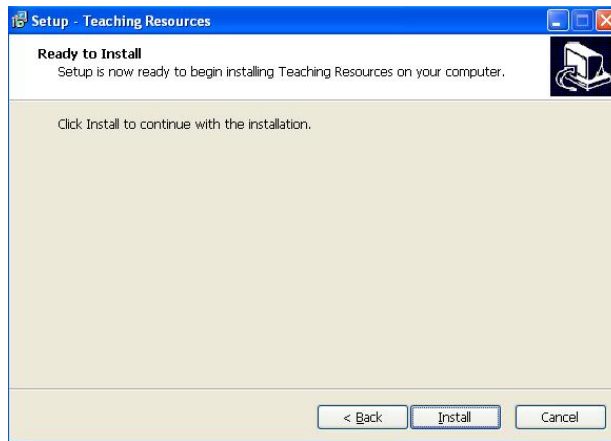 Setup - Teaching Resources
Ready to Install
Setup is now ready to begin installing Teaching Resources on your computer.
Click Install to continue with the installation.
< Back
Install
Cancel